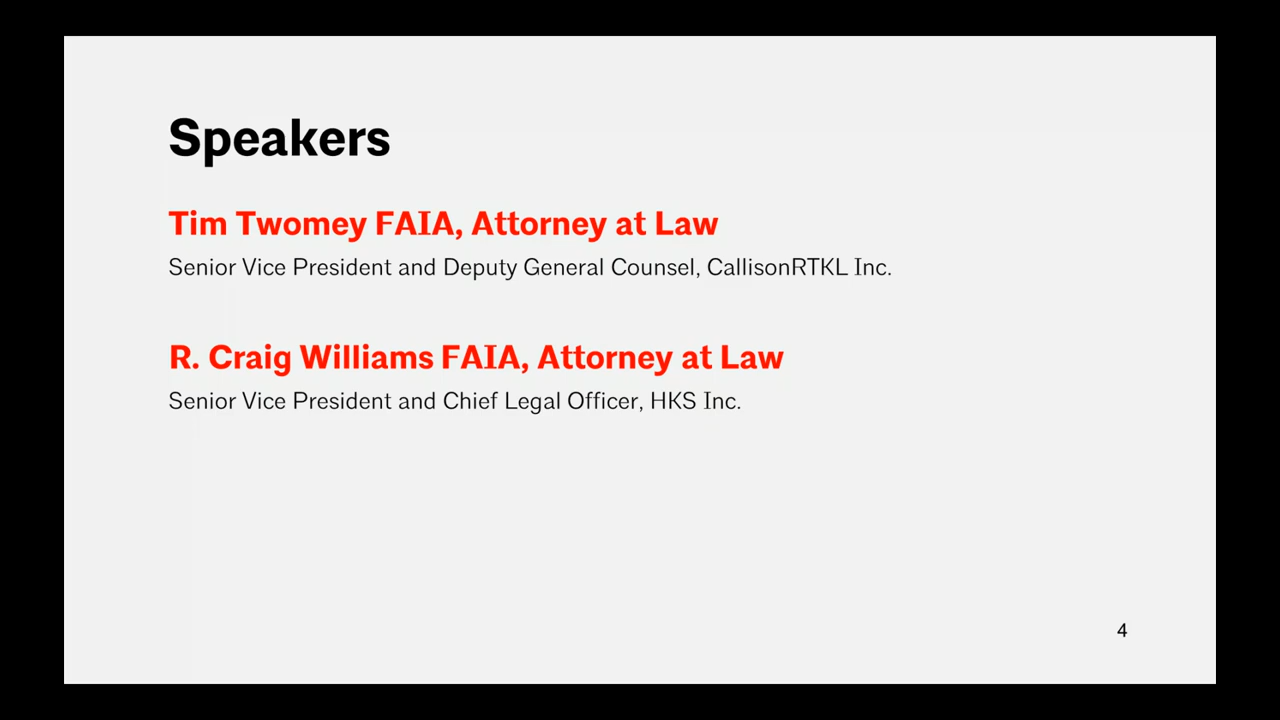 Speakers
Tim Twomey FAIA, Attorney at Law
Senior Vice President and Deputy General Counsel, CallisonRTKL Inc.
R. Craig Williams FAIA, Attorney at Law
Senior Vice President and Chief Legal Officer, HKS Inc.
4